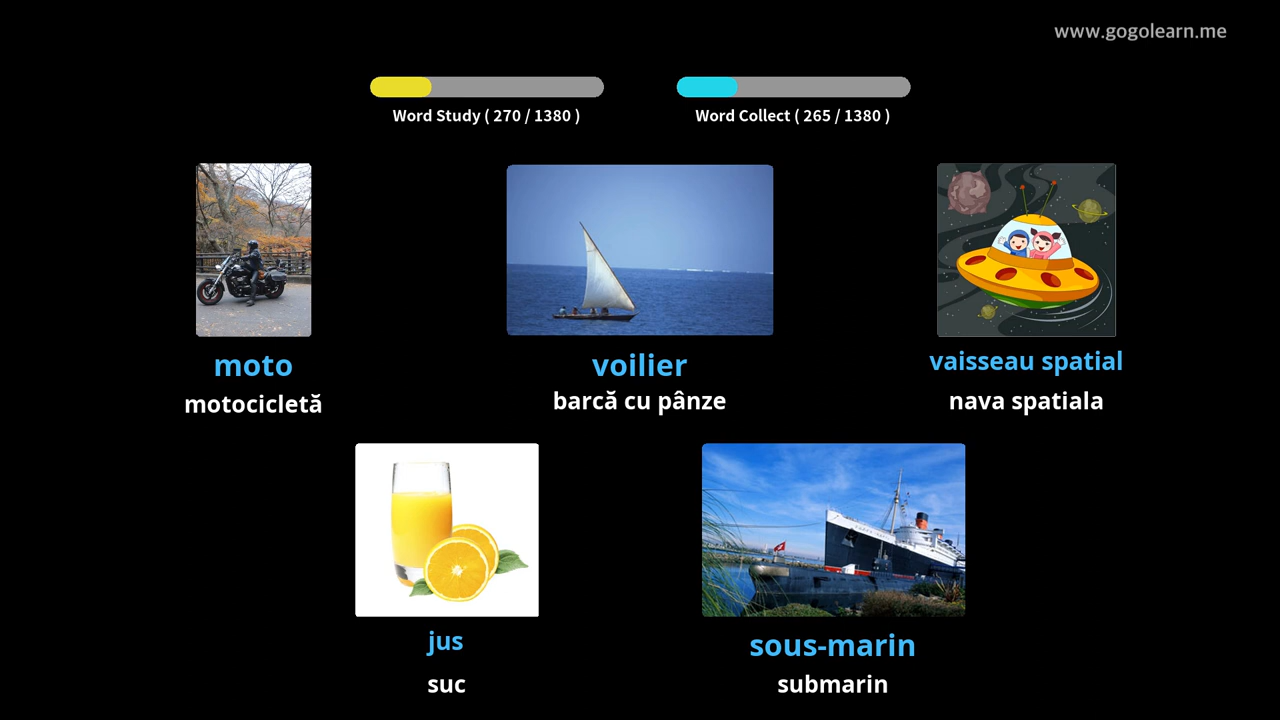 www.gogolearn.me
Word Study ( 270 / 1380 )
Word Collect ( 265 / 1380 )
moto
motocicletă
voilier
barcă cu pânze
vaisseau spatial
nava spatiala
jus
suc
sous-marin
submarin